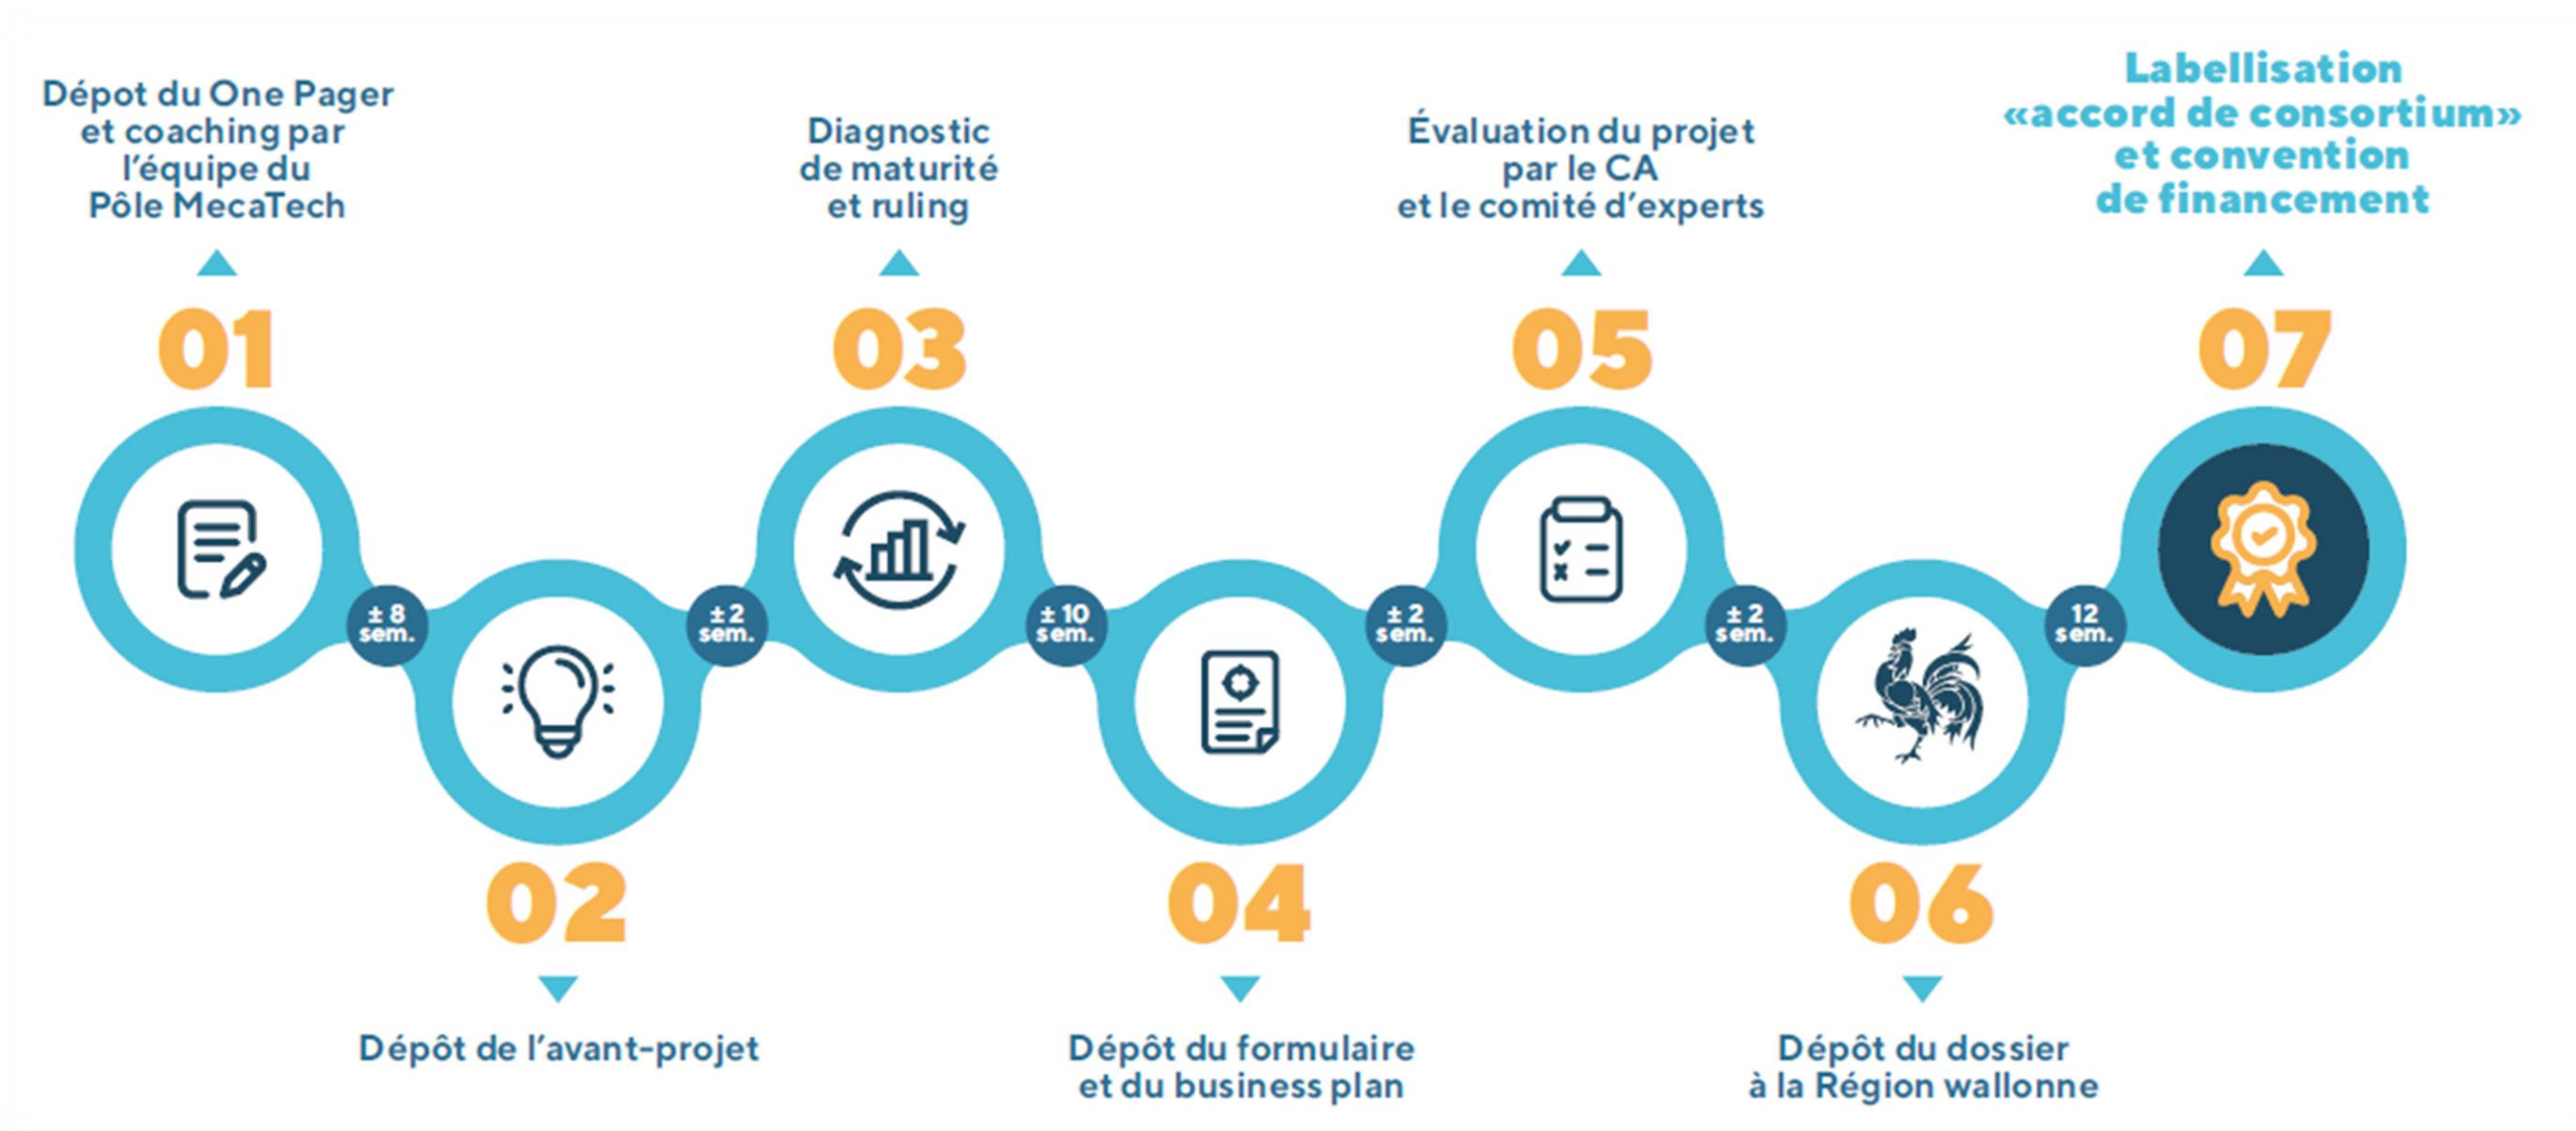 Dépot du One Pager
et coaching par
l'équipe du
Pôle MecaTech
01
± 8
sem.
02
Dépôt de l'avant-projet
± 2
sem.
Diagnostic
de maturité
et ruling
03
± 10
sem.
04
Dépôt du formulaire
et du business plan
± 2
sem.
Évaluation du projet
par le CA
et le comité d'experts
05
± 2
sem.
06
Dépôt du dossier
à la Région wallonne
12
sem.
Labellisation
«accord de consortium»
et convention
de financement
07